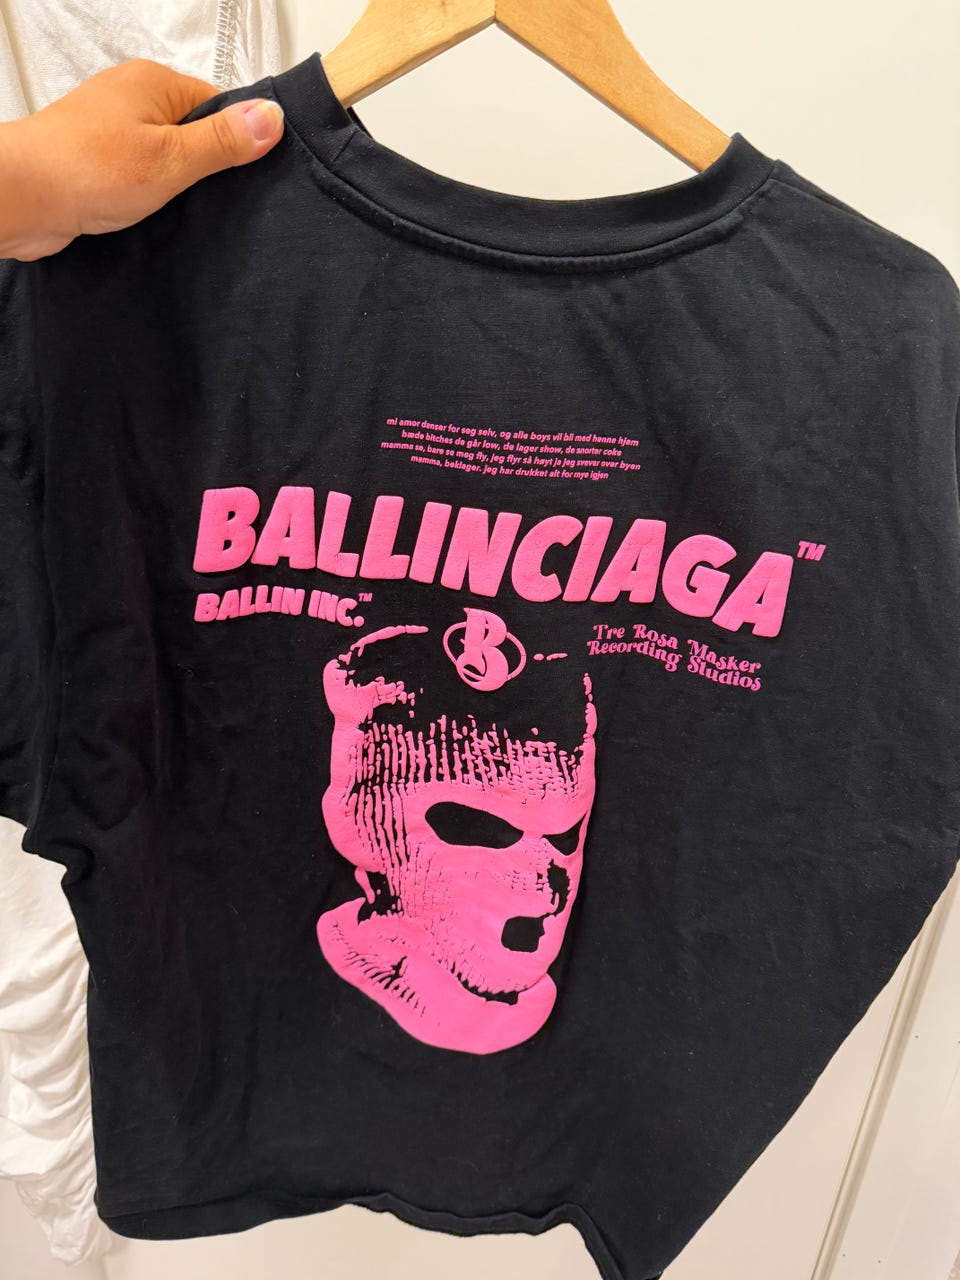 mi amor danser for seg selv, og alle boys vil bli med henne hjem
bæde bitches de går low, de lager show, de snorter coke
mamma se, bare se meg fly, jeg flyr så høyt ja jeg svever over byen
mamma, beklager. jeg har drukket alt for mye igjen
BALLINCIAGA™
BALLIN INC.™
B
Tre Rosa Masker
Recording Studios